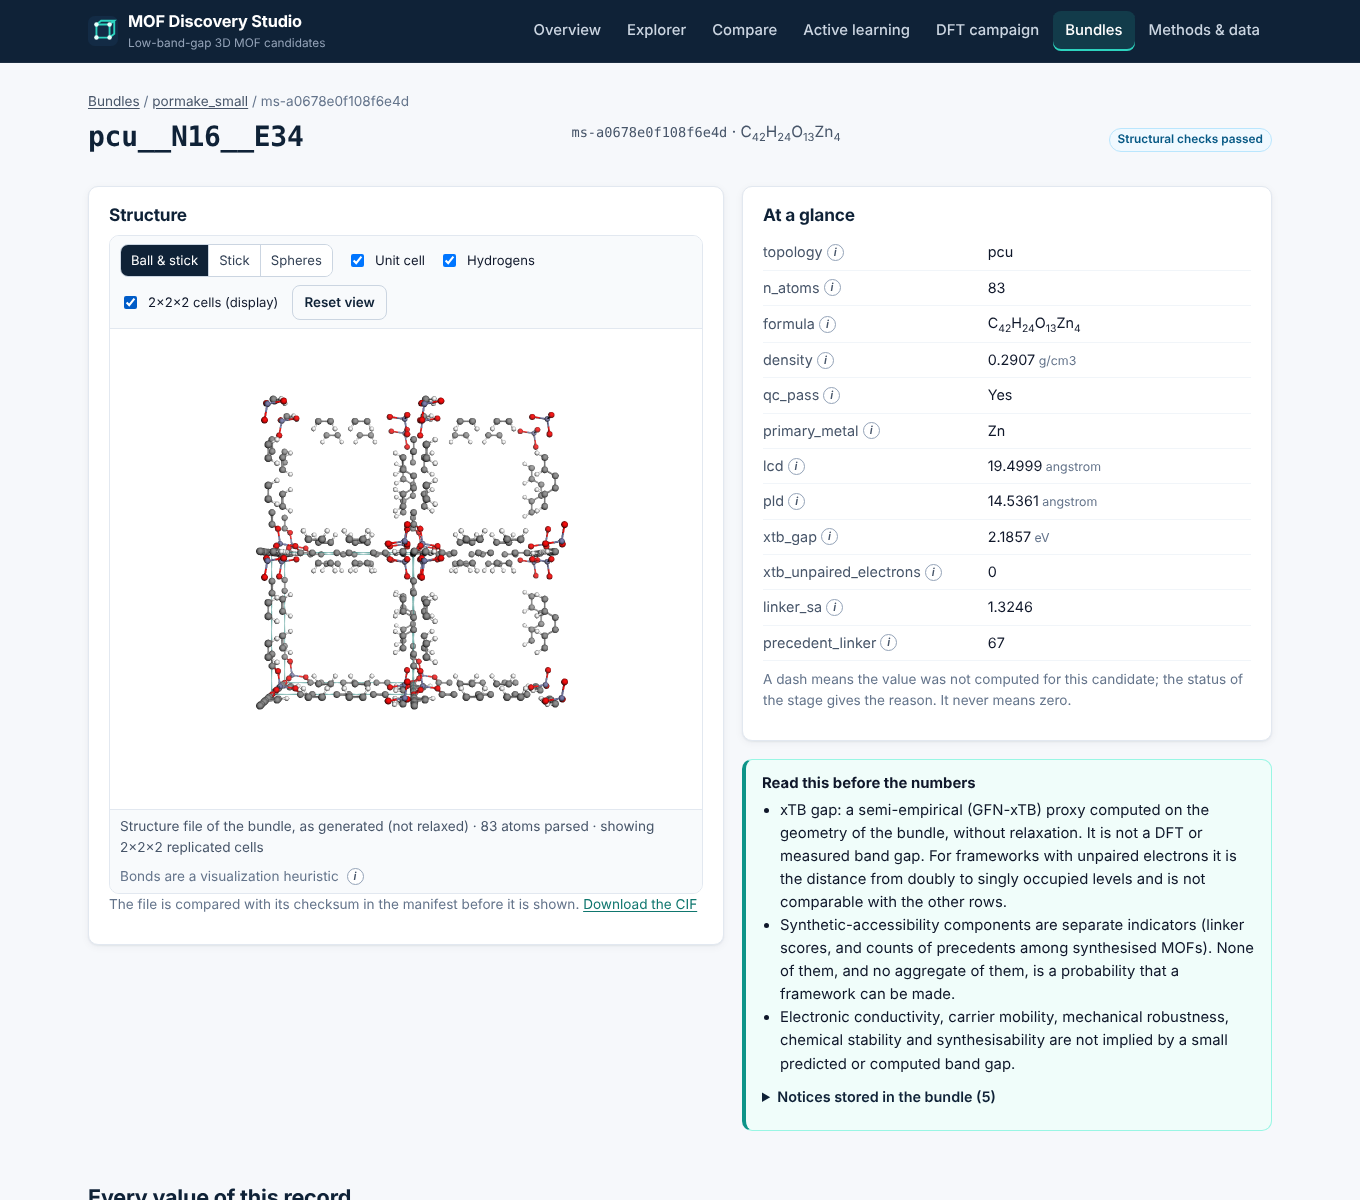 MOF Discovery Studio
Low-band-gap 3D MOF candidates
Overview Explorer Compare Active learning DFT campaign Bundles Methods & data
Bundles / pormake_small / ms-a0678e0f108f6e4d
pcu__N16__E34
ms-a0678e0f108f6e4d · C42H24O13Zn4
Structural checks passed
Structure
Ball & stick Stick Spheres Unit cell Hydrogens
2×2×2 cells (display) Reset view
Structure file of the bundle, as generated (not relaxed) · 83 atoms parsed · showing
2×2×2 replicated cells
Bonds are a visualization heuristic i
The file is compared with its checksum in the manifest before it is shown. Download the CIF
At a glance
topology i pcu
n_atoms i 83
formula i C42H24O13Zn4
density i 0.2907 g/cm3
qc_pass i Yes
primary_metal i Zn
lcd i 19.4999 angstrom
pld i 14.5361 angstrom
xtb_gap i 2.1857 eV
xtb_unpaired_electrons i 0
linker_sa i 1.3246
precedent_linker i 67
A dash means the value was not computed for this candidate; the status of
the stage gives the reason. It never means zero.
Read this before the numbers
• xTB gap: a semi-empirical (GFN-xTB) proxy computed on the
geometry of the bundle, without relaxation. It is not a DFT or
measured band gap. For frameworks with unpaired electrons it is
the distance from doubly to singly occupied levels and is not
comparable with the other rows.
• Synthetic-accessibility components are separate indicators (linker
scores, and counts of precedents among synthesised MOFs). None
of them, and no aggregate of them, is a probability that a
framework can be made.
• Electronic conductivity, carrier mobility, mechanical robustness,
chemical stability and synthesisability are not implied by a small
predicted or computed band gap.
▶ Notices stored in the bundle (5)
Every value of this record